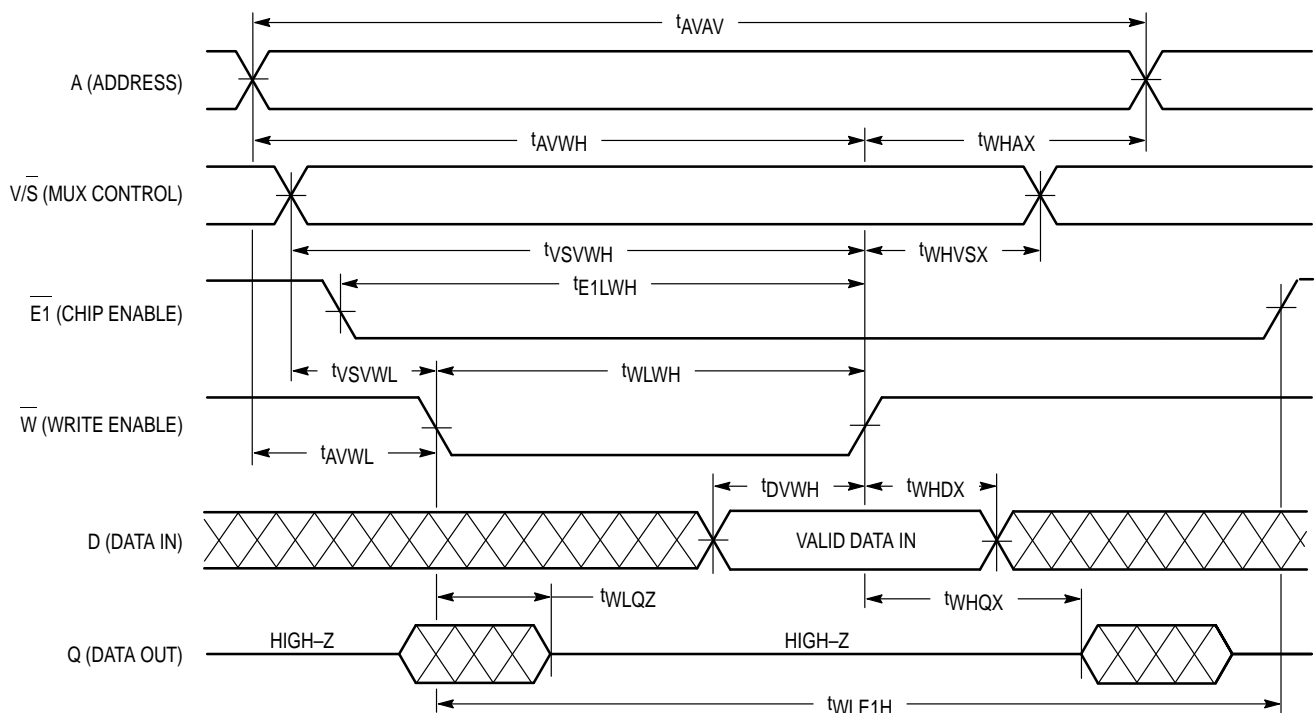 tAVAV
A (ADDRESS)
tAVWH
tWHAX
V/S̅ (MUX CONTROL)
tVSVWH
tWHVSX
tE1LWH
E̅1̅ (CHIP ENABLE)
tVSVWL
tWLWH
W̅ (WRITE ENABLE)
tAVWL
tDVWH
tWHDX
D (DATA IN)
VALID DATA IN
tWLQZ
tWHQX
HIGH–Z
HIGH–Z
Q (DATA OUT)
tWLE1H